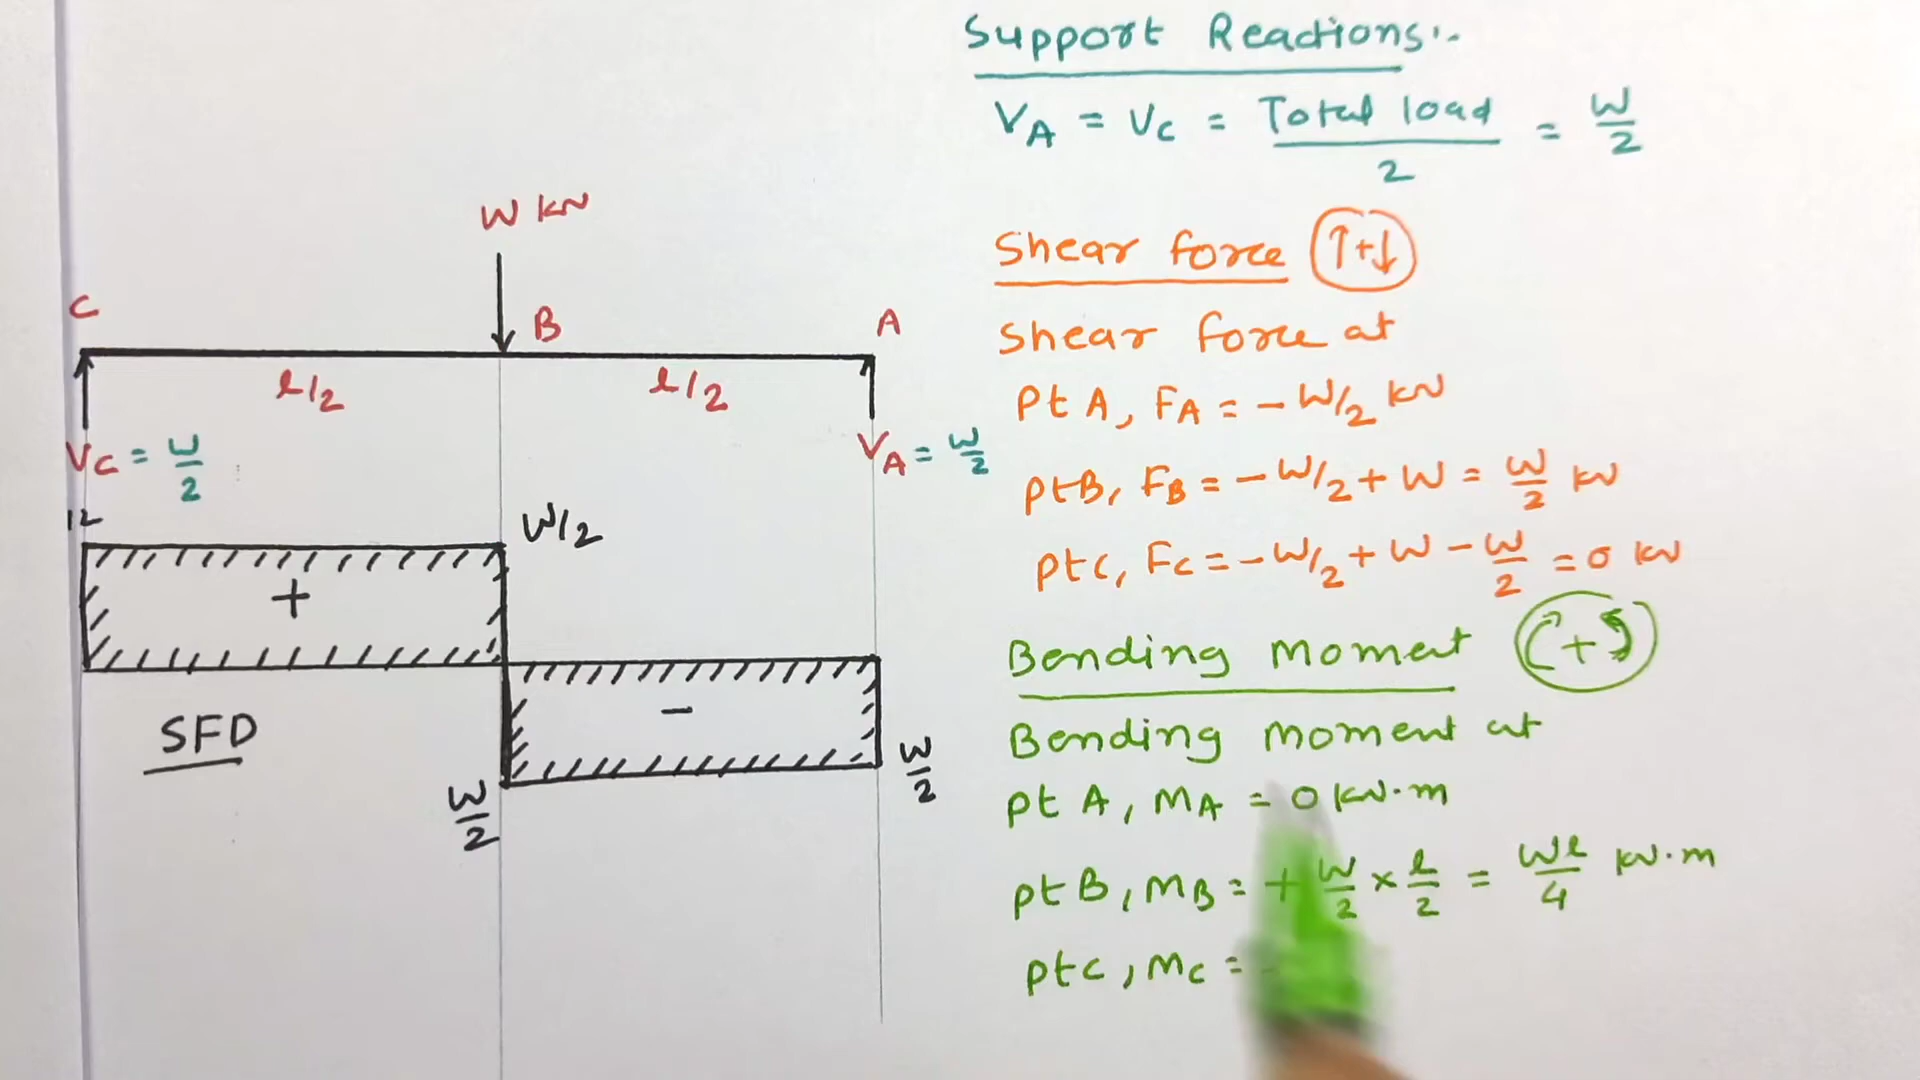 Support Reactions:-
VA = VC = Total load / 2 = W/2
W kN
Shear force ↑+↓
C
B
A
Shear force at
l/2
l/2
pt A, FA = -W/2 kN
VC = W/2
VA = W/2
pt B, FB = -W/2 + W = W/2 kN
W/2
pt C, FC = -W/2 + W - W/2 = 0 kN
+
Bending Moment (+)
-
SFD
Bending moment at
W/2
W/2
pt A, MA = 0 kN.m
pt B, MB = + W/2 × l/2 = Wl/4 kN.m
pt C, MC =